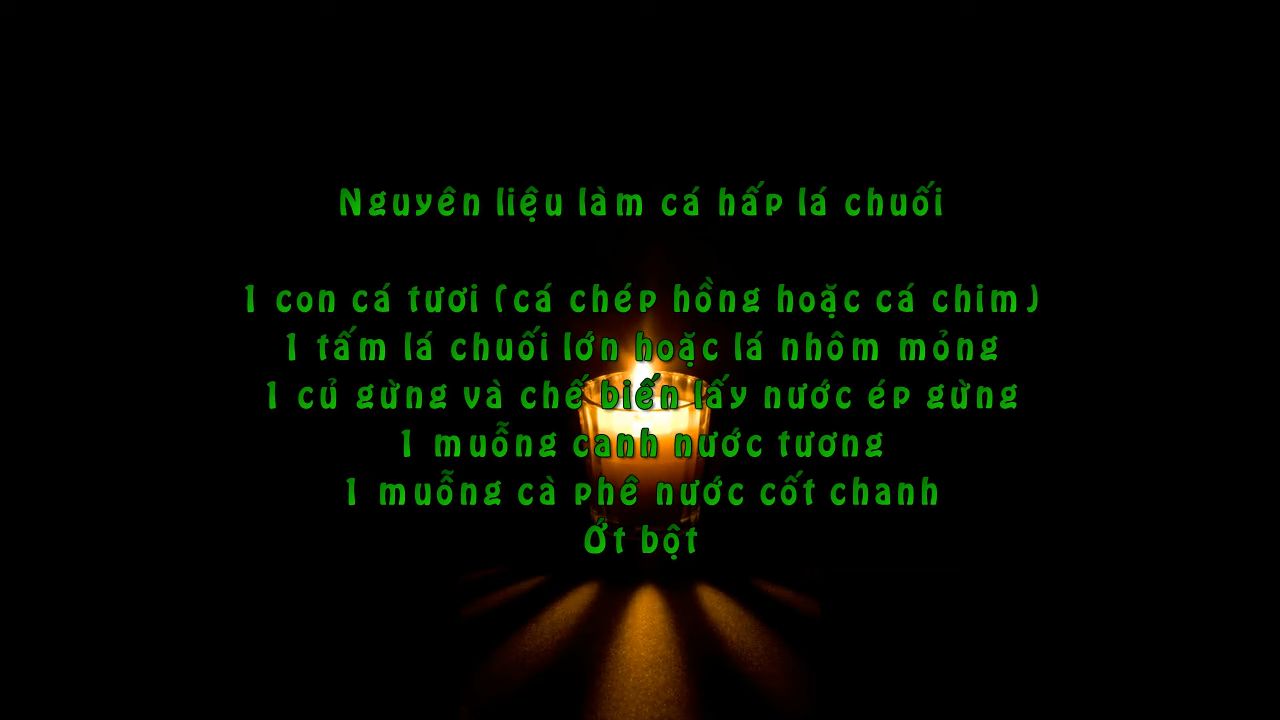 Nguyên liệu làm cá hấp lá chuối
1 con cá tươi (cá chép hồng hoặc cá chim)
1 tấm lá chuối lớn hoặc lá nhôm mỏng
1 củ gừng và chế biến lấy nước ép gừng
1 muỗng canh nước tương
1 muỗng cà phê nước cốt chanh
Ớt bột